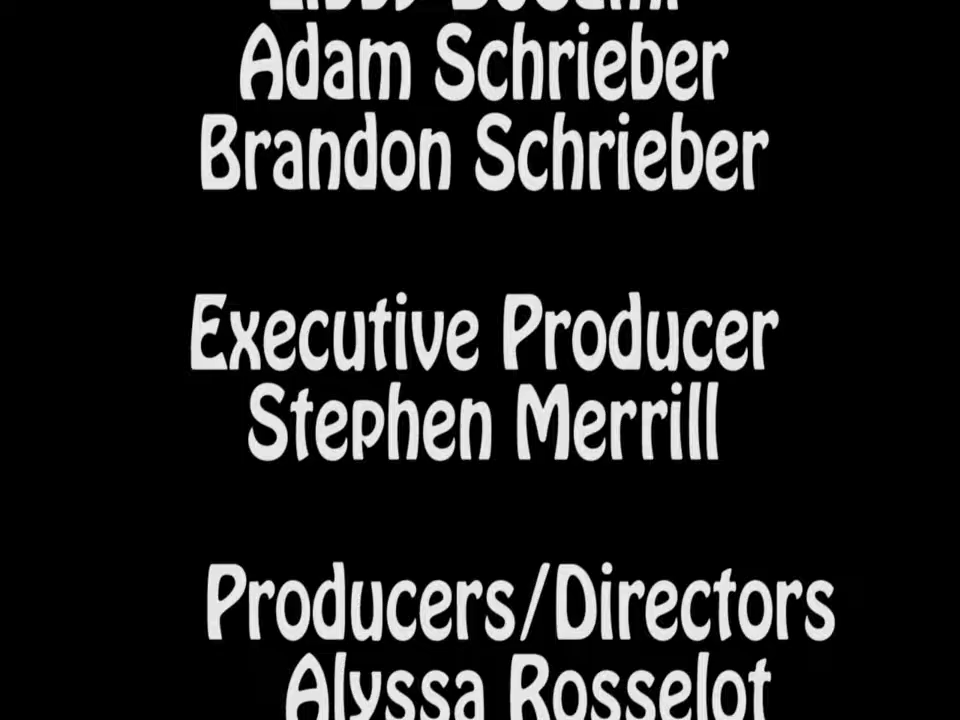 Adam Schrieber
Brandon Schrieber
Executive Producer
Stephen Merrill
Producers/Directors
Alyssa Rosselot